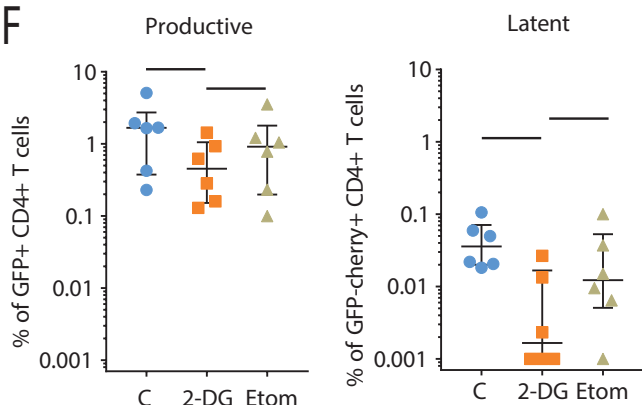 F
Productive
% of GFP+ CD4+ T cells
10
1
0.1
0.01
0.001
C 2-DG Etom
Latent
% of GFP-cherry+ CD4+ T cells
10
1
0.1
0.01
0.001
C 2-DG Etom